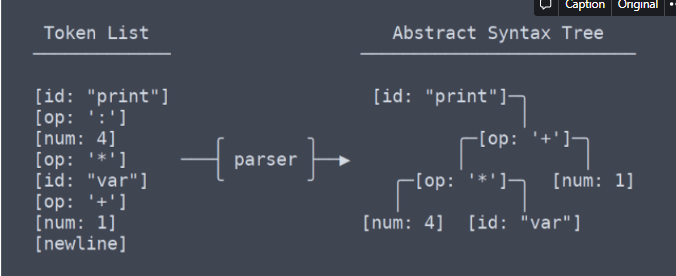 Caption Original
Token List Abstract Syntax Tree
[id: "print"] [id: "print"]
[op: ':']
[num: 4] [op: '+']
[op: '*'] parser
[id: "var"] [op: '*'] [num: 1]
[op: '+']
[num: 1] [num: 4] [id: "var"]
[newline]